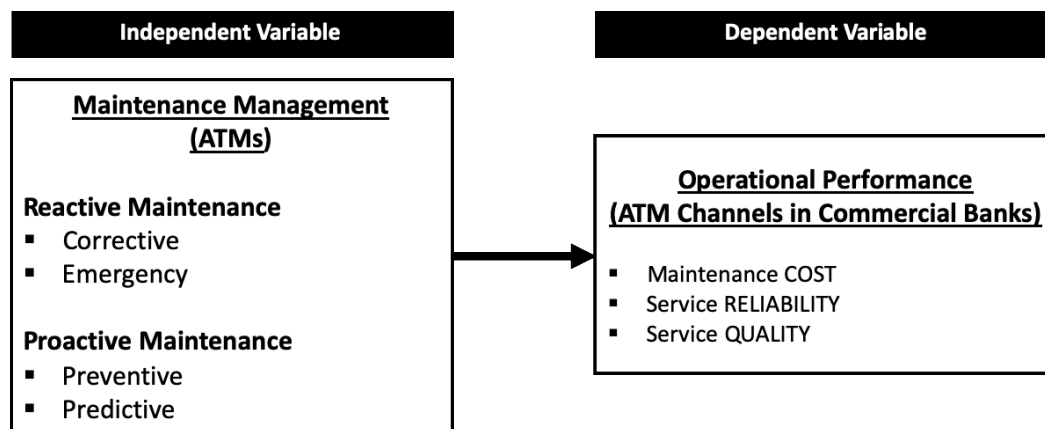 Independent Variable
Maintenance Management
(ATMs)
Reactive Maintenance
▪ Corrective
▪ Emergency
Proactive Maintenance
▪ Preventive
▪ Predictive
Dependent Variable
Operational Performance
(ATM Channels in Commercial Banks)
▪ Maintenance COST
▪ Service RELIABILITY
▪ Service QUALITY